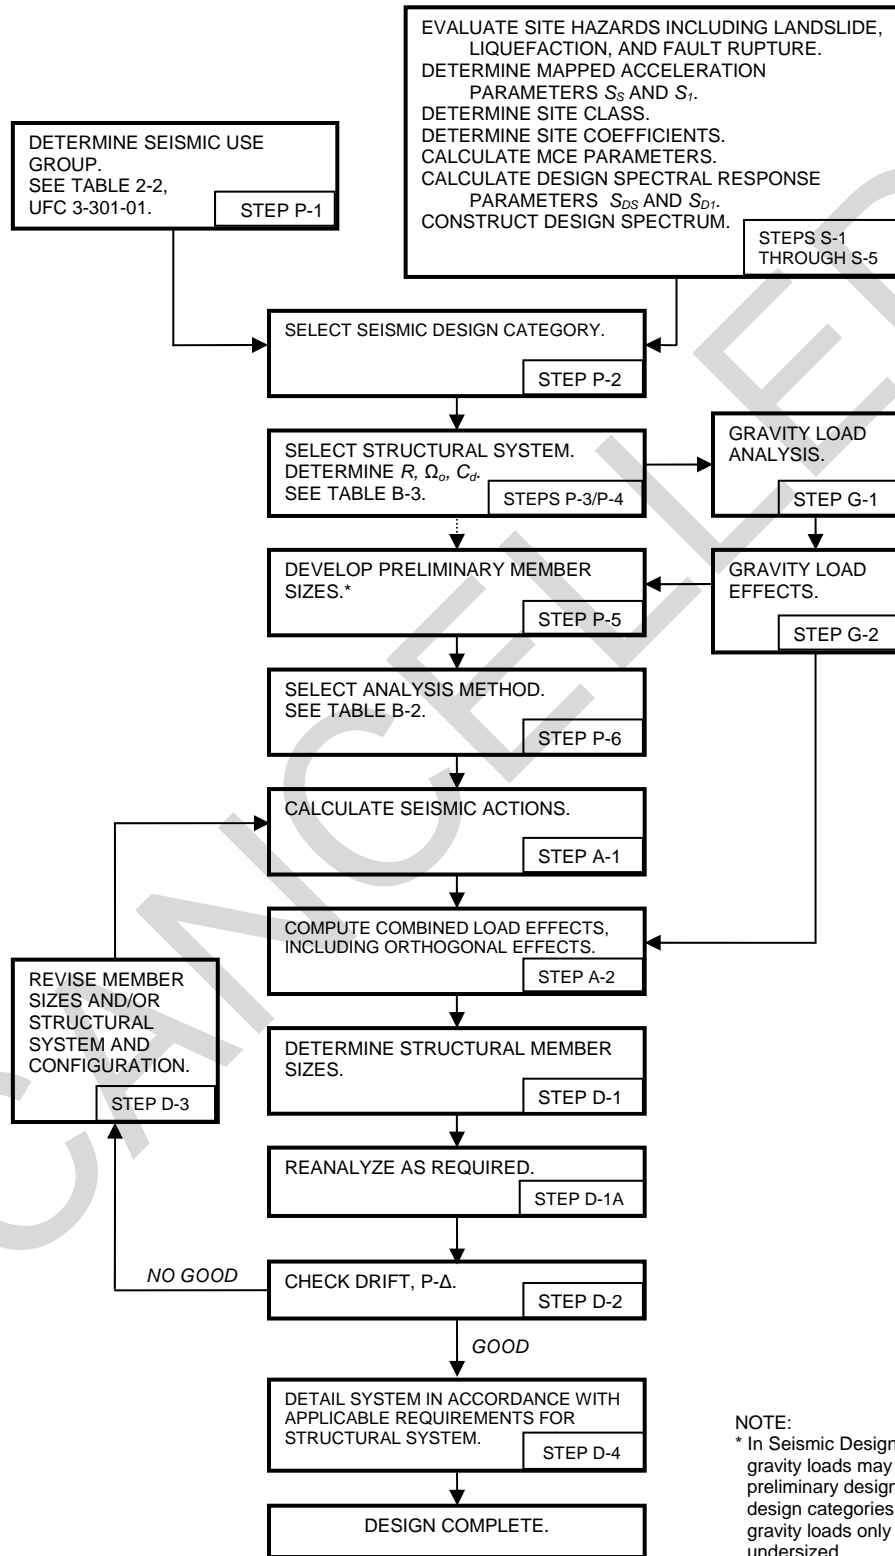 EVALUATE SITE HAZARDS INCLUDING LANDSLIDE,
LIQUEFACTION, AND FAULT RUPTURE.
DETERMINE MAPPED ACCELERATION
PARAMETERS S_S AND S_1.
DETERMINE SITE CLASS.
DETERMINE SITE COEFFICIENTS.
CALCULATE MCE PARAMETERS.
CALCULATE DESIGN SPECTRAL RESPONSE
PARAMETERS S_DS AND S_D1.
CONSTRUCT DESIGN SPECTRUM.
STEPS S-1
THROUGH S-5
DETERMINE SEISMIC USE
GROUP.
SEE TABLE 2-2,
UFC 3-301-01.
STEP P-1
SELECT SEISMIC DESIGN CATEGORY.
STEP P-2
SELECT STRUCTURAL SYSTEM.
DETERMINE R, Ω_o, C_d.
SEE TABLE B-3.
STEPS P-3/P-4
GRAVITY LOAD
ANALYSIS.
STEP G-1
DEVELOP PRELIMINARY MEMBER
SIZES.*
STEP P-5
GRAVITY LOAD
EFFECTS.
STEP G-2
SELECT ANALYSIS METHOD.
SEE TABLE B-2.
STEP P-6
CALCULATE SEISMIC ACTIONS.
STEP A-1
COMPUTE COMBINED LOAD EFFECTS,
INCLUDING ORTHOGONAL EFFECTS.
STEP A-2
REVISE MEMBER
SIZES AND/OR
STRUCTURAL
SYSTEM AND
CONFIGURATION.
STEP D-3
DETERMINE STRUCTURAL MEMBER
SIZES.
STEP D-1
REANALYZE AS REQUIRED.
STEP D-1A
NO GOOD
CHECK DRIFT, P-Δ.
STEP D-2
GOOD
DETAIL SYSTEM IN ACCORDANCE WITH
APPLICABLE REQUIREMENTS FOR
STRUCTURAL SYSTEM.
STEP D-4
DESIGN COMPLETE.
NOTE:
* In Seismic Design
gravity loads may
preliminary design
design categories
gravity loads only
undersized
CANCELLED